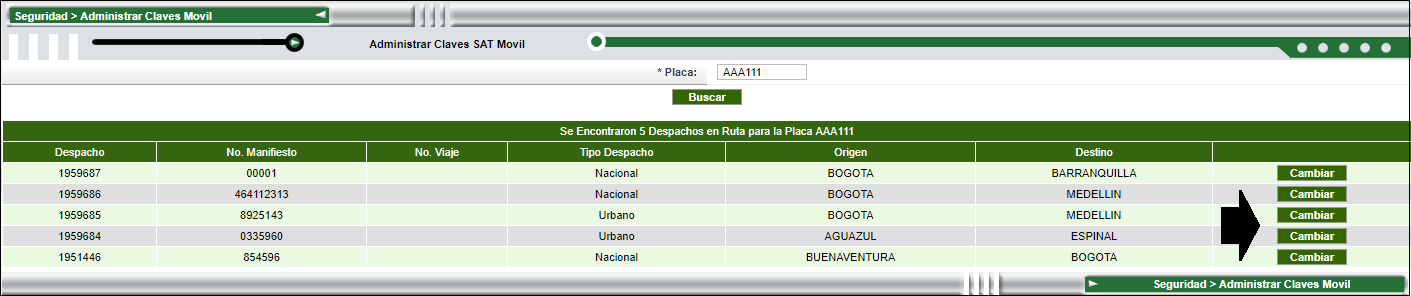 Seguridad > Administrar Claves Movil
Administrar Claves SAT Movil
* Placa: AAA111
Buscar
Se Encontraron 5 Despachos en Ruta para la Placa AAA111
Despacho No. Manifiesto No. Viaje Tipo Despacho Origen Destino
1959687 00001 Nacional BOGOTA BARRANQUILLA Cambiar
1959686 464112313 Nacional BOGOTA MEDELLIN Cambiar
1959685 8925143 Urbano BOGOTA MEDELLIN Cambiar
1959684 0335960 Urbano AGUAZUL ESPINAL Cambiar
1951446 854596 Nacional BUENAVENTURA BOGOTA Cambiar
Seguridad > Administrar Claves Movil